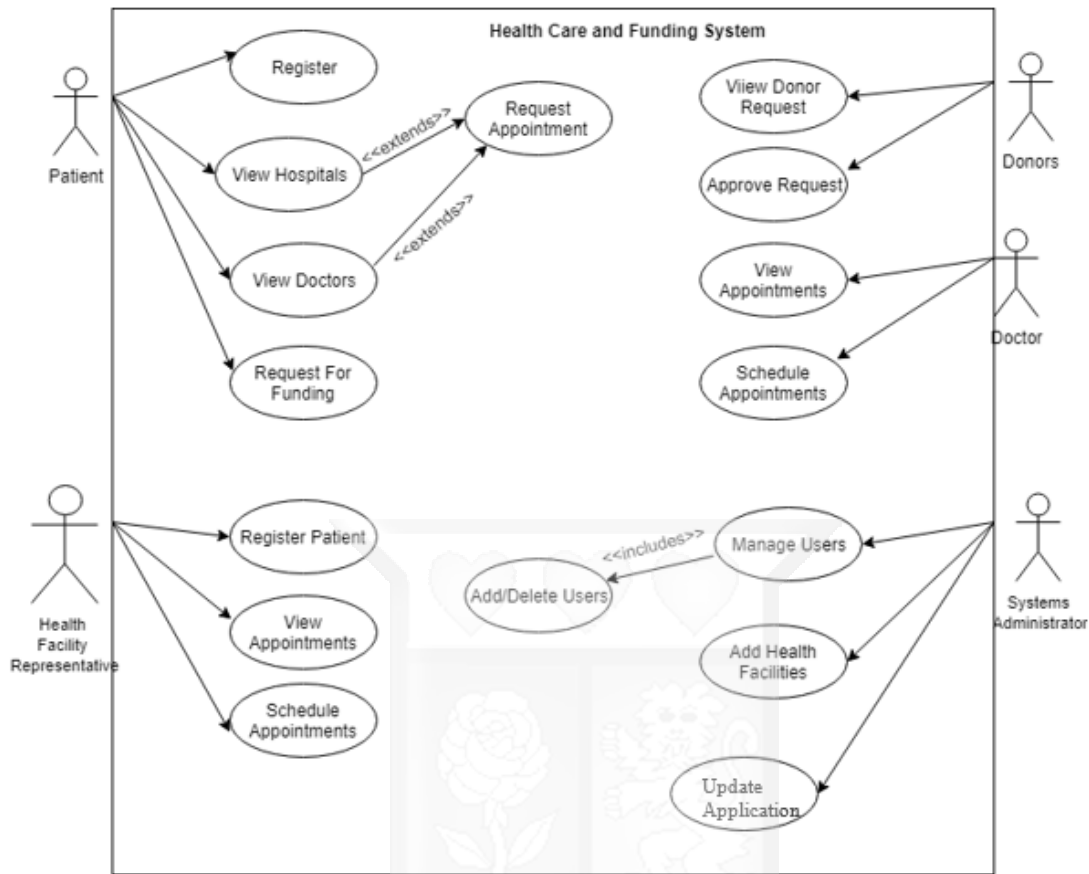 Health Care and Funding System
Register
Request
Appointment
<<extends>>
View Hospitals
Patient
<<extends>>
View Doctors
Request For
Funding
Viiew Donor
Request
Donors
Approve Request
View
Appointments
Doctor
Schedule
Appointments
Register Patient
Health
Facility
Representative
View
Appointments
Schedule
Appointments
<<includes>>
Manage Users
Add/Delete Users
Systems
Administrator
Add Health
Facilities
Update
Application